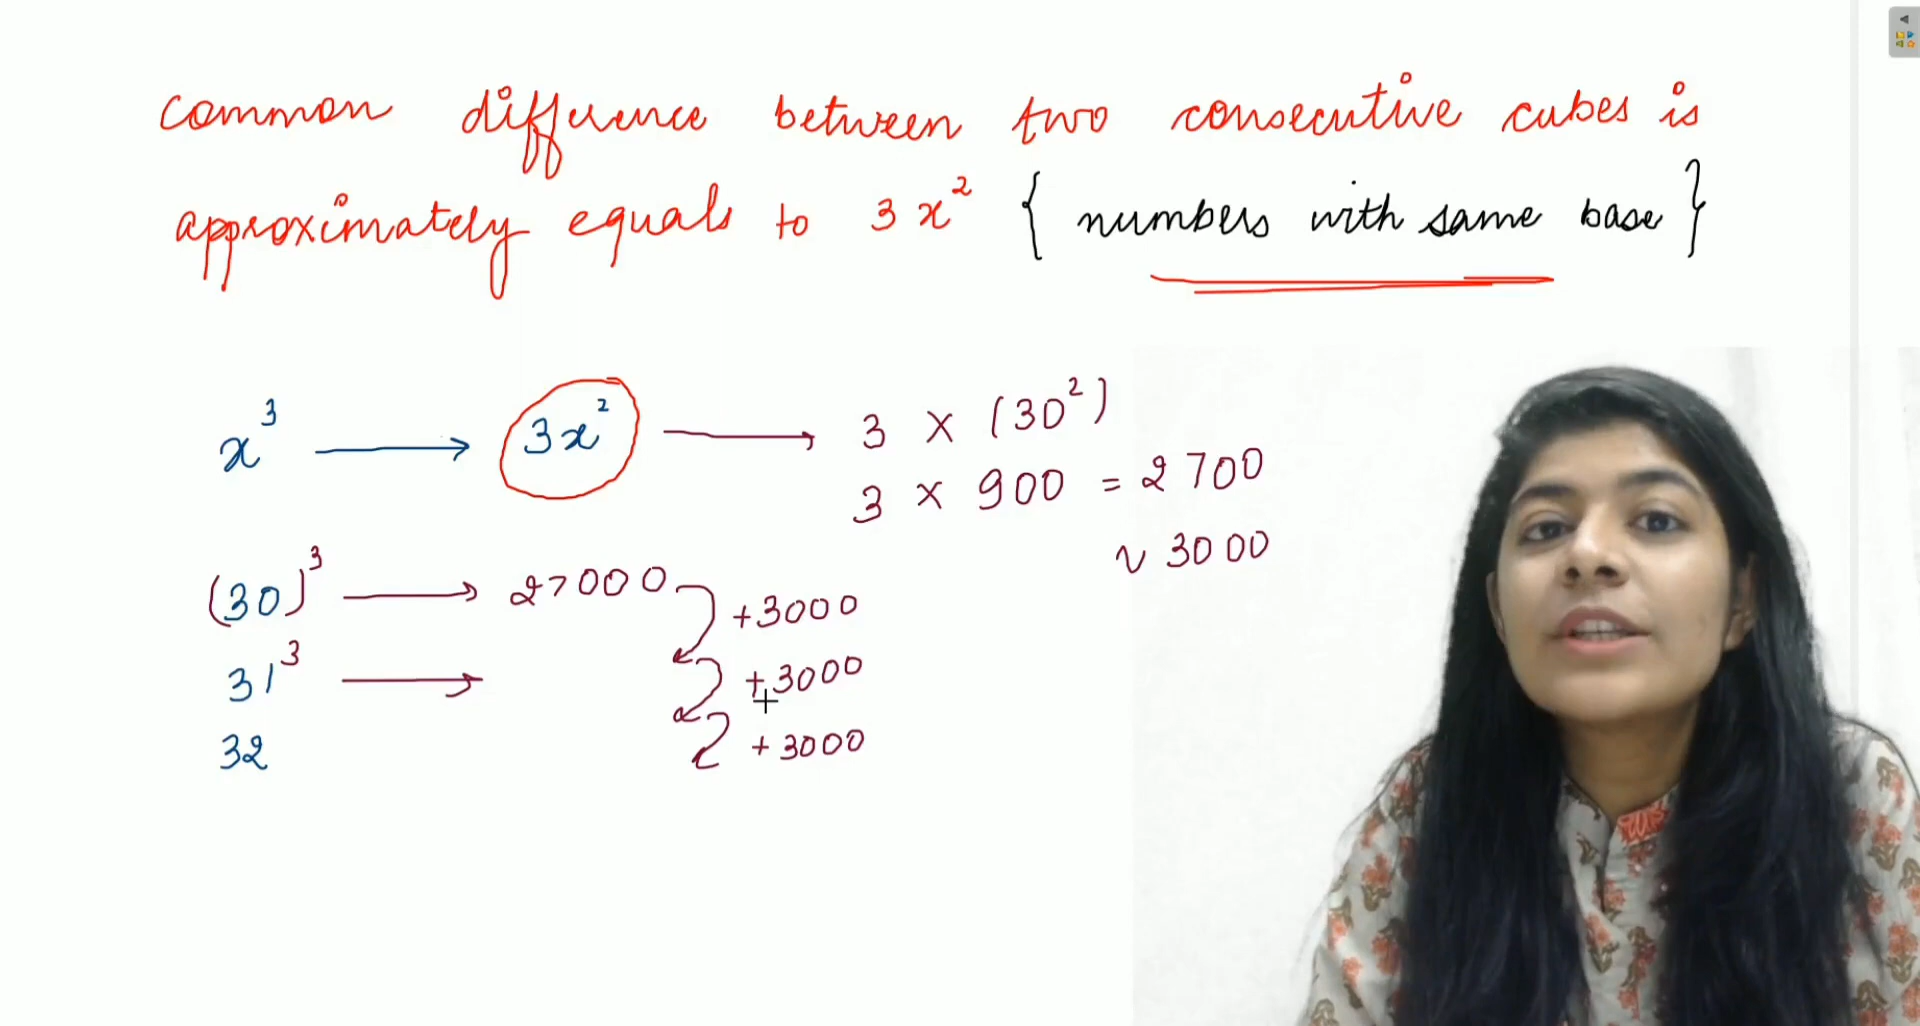 common difference between two consecutive cubes is
approximately equals to 3x² { numbers with same base }
x³ → 3x² → 3 × (30²)
3 × 900 = 2700
~ 3000
(30)³ → 27000
+3000
31³ →
+3000
32
+3000